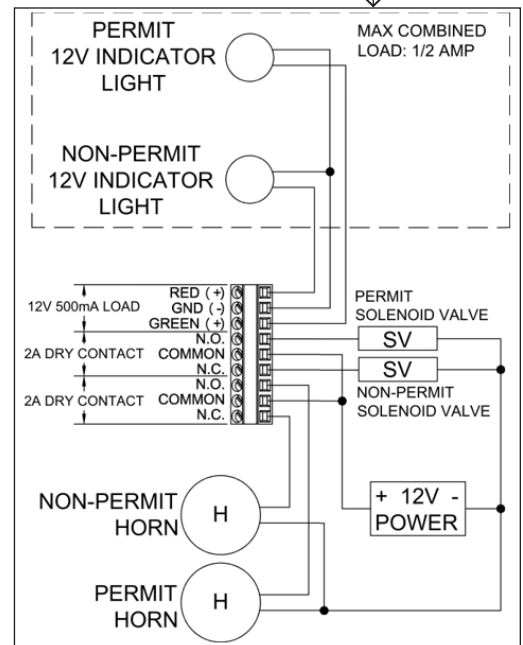 PERMIT
12V INDICATOR
LIGHT
MAX COMBINED
LOAD: 1/2 AMP
NON-PERMIT
12V INDICATOR
LIGHT
12V 500mA LOAD
RED (+)
GND (-)
GREEN (+)
2A DRY CONTACT
N.O.
COMMON
N.C.
2A DRY CONTACT
N.O.
COMMON
N.C.
PERMIT
SOLENOID VALVE
SV
SV
NON-PERMIT
SOLENOID VALVE
+ 12V -
POWER
NON-PERMIT
HORN
H
PERMIT
HORN
H